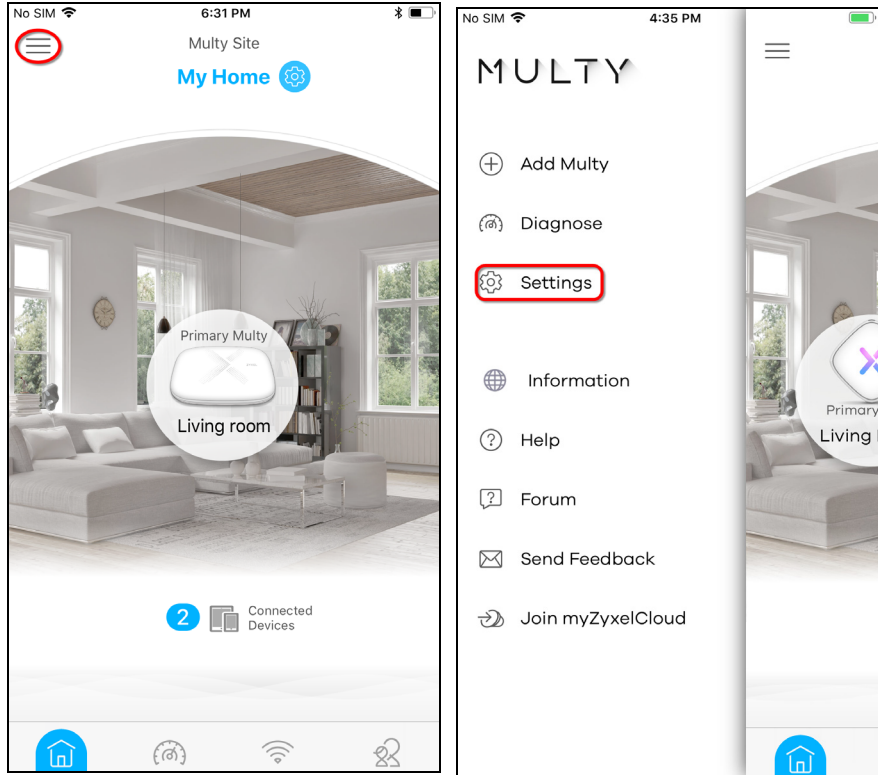 No SIM 6:31 PM
Multy Site
My Home
Primary Multy
Living room
2 Connected
Devices
No SIM 4:35 PM
MULTY
Add Multy
Diagnose
Settings
Information
Help
Forum
Send Feedback
Join myZyxelCloud
Primary
Living